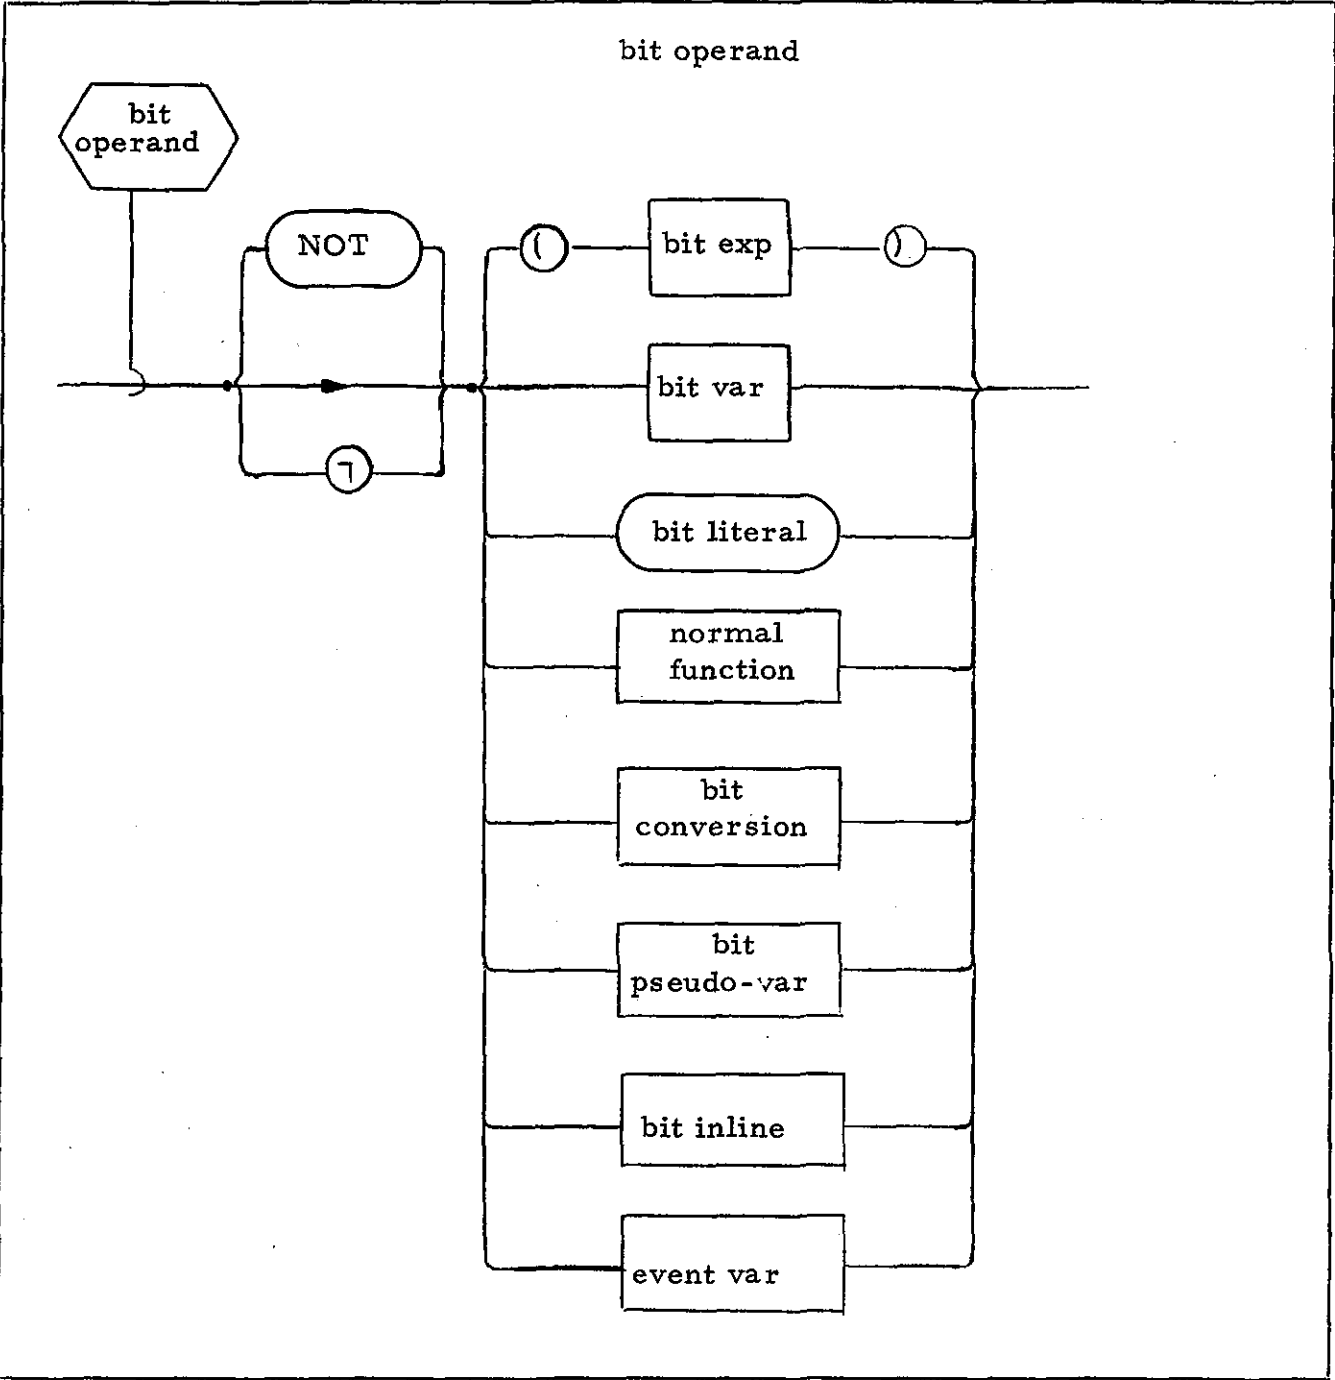 bit operand
bit
operand
NOT
(
bit exp
)
bit var
¬
bit literal
normal
function
bit
conversion
bit
pseudo-var
bit inline
event var